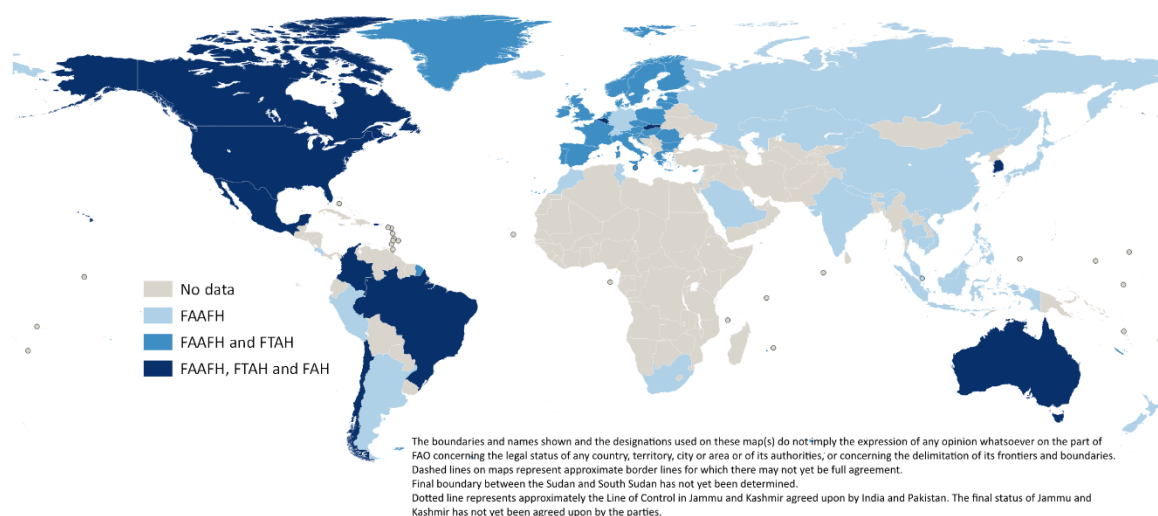 No data
FAAFH
FAAFH and FTAH
FAAFH, FTAH and FAH
The boundaries and names shown and the designations used on these map(s) do not imply the expression of any opinion whatsoever on the part of
FAO concerning the legal status of any country, territory, city or area or of its authorities, or concerning the delimitation of its frontiers and boundaries.
Dashed lines on maps represent approximate border lines for which there may not yet be full agreement.
Final boundary between the Sudan and South Sudan has not yet been determined.
Dotted line represents approximately the Line of Control in Jammu and Kashmir agreed upon by India and Pakistan. The final status of Jammu and
Kashmir has not yet been agreed upon by the parties.